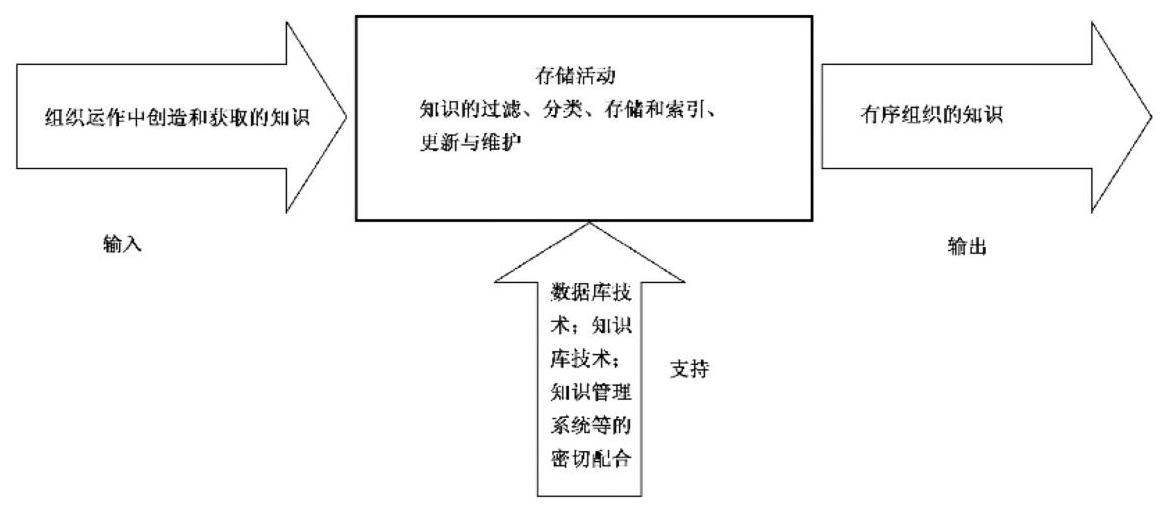 存储活动
组织运作中创造和获取的知识
知识的过滤、分类、存储和索引、
更新与维护
有序组织的知识
输入
输出
数据库技
术；知识
库技术；
知识管理
系统等的
密切配合
支持